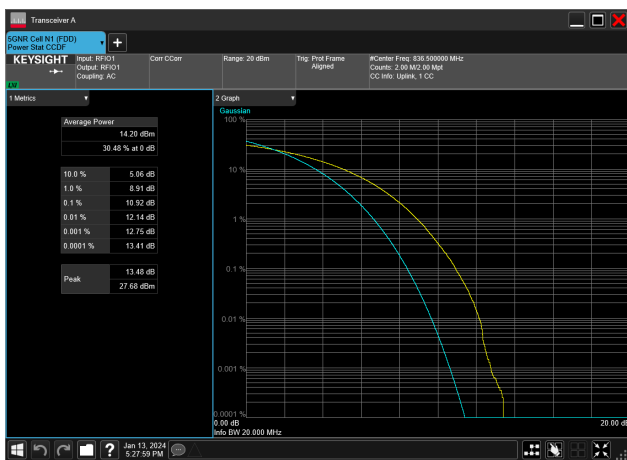 Transceiver A
5GNR Cell N1 (FDD)
Power Stat CCDF
+
KEYSIGHT
LXI
Input: RFIO1
Output: RFIO1
Coupling: AC
Corr CCorr
Range: 20 dBm
Trig: Prot Frame
Aligned
#Center Freq: 836.500000 MHz
Counts: 2.00 M/2.00 Mpt
CC Info: Uplink, 1 CC
1 Metrics
Average Power
14.20 dBm
30.48 % at 0 dB
10.0 % 5.06 dB
1.0 % 8.91 dB
0.1 % 10.92 dB
0.01 % 12.14 dB
0.001 % 12.75 dB
0.0001 % 13.41 dB
Peak
13.48 dB
27.68 dBm
2 Graph
Gaussian
100 %
10 %
1 %
0.1 %
0.01 %
0.001 %
0.0001 %
0.00 dB
20.00 dB
Info BW 20.000 MHz
?
Jan 13, 2024
5:27:59 PM